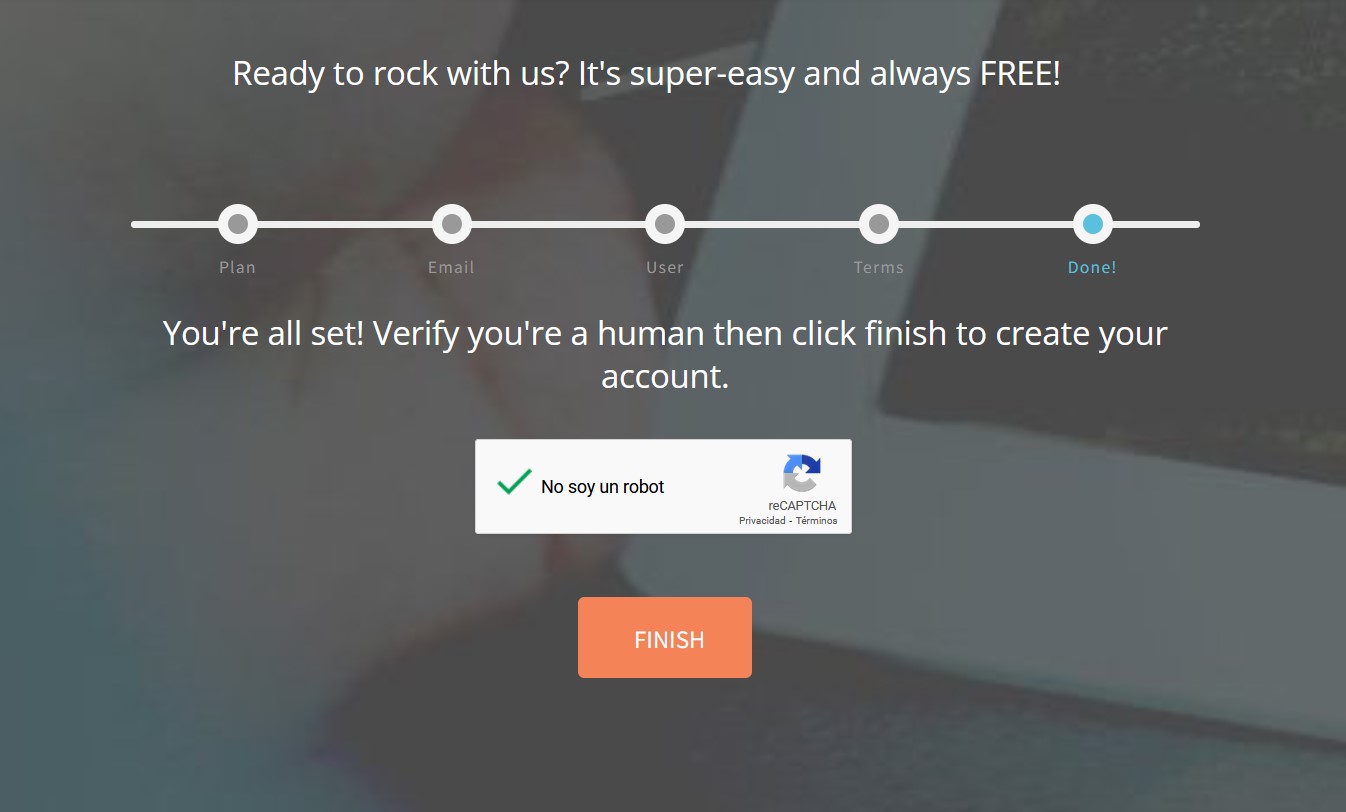 Ready to rock with us? It's super-easy and always FREE!
Plan Email User Terms Done!
You're all set! Verify you're a human then click finish to create your
account.
No soy un robot
reCAPTCHA
Privacidad - Términos
FINISH